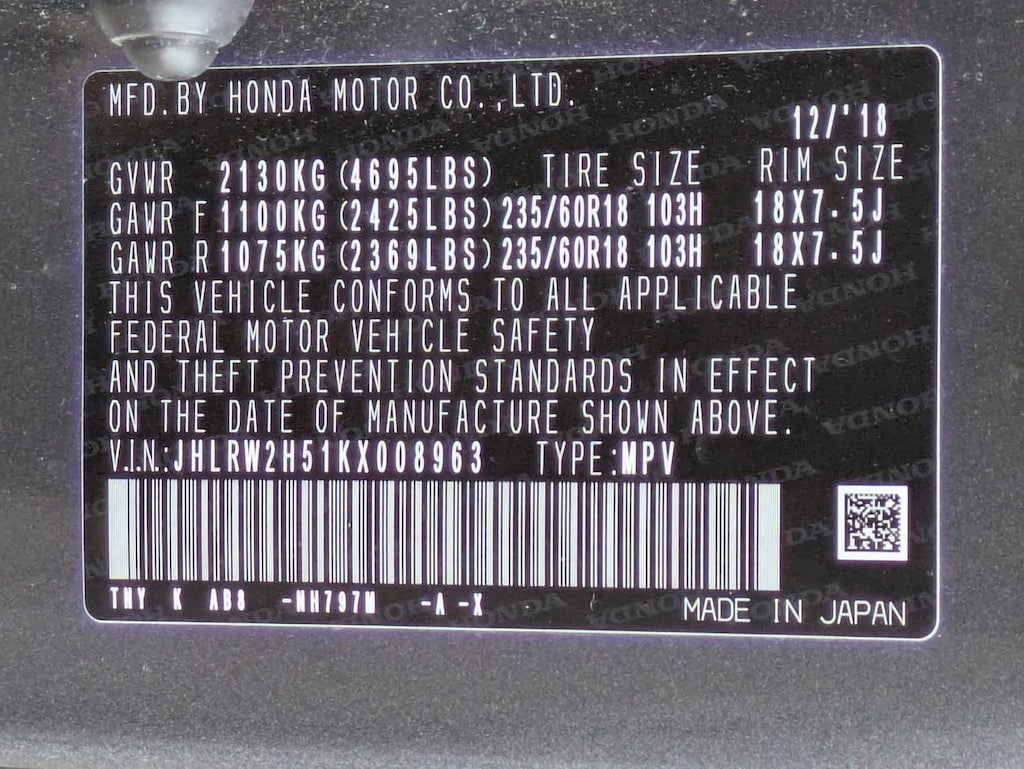 MFD.BY HONDA MOTOR CO.,LTD.
12/'18
GVWR 2130KG (4695LBS) TIRE SIZE RIM SIZE
GAWR F 1100KG (2425LBS) 235/60R18 103H 18X7.5J
GAWR R 1075KG (2369LBS) 235/60R18 103H 18X7.5J
THIS VEHICLE CONFORMS TO ALL APPLICABLE
FEDERAL MOTOR VEHICLE SAFETY
AND THEFT PREVENTION STANDARDS IN EFFECT
ON THE DATE OF MANUFACTURE SHOWN ABOVE.
V.I.N.:JHLRW2H51KX008963 TYPE:MPV
TNY K AB8 -NH797M -A -X
MADE IN JAPAN